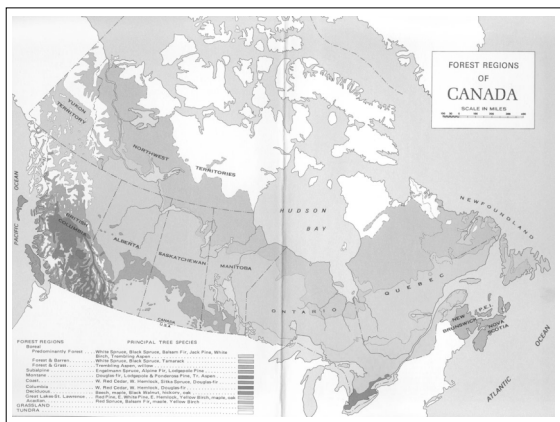 FOREST REGIONS
OF
CANADA
SCALE IN MILES
YUKON
TERRITORY
NORTHWEST
TERRITORIES
PACIFIC OCEAN
BRITISH
COLUMBIA
ALBERTA
SASKATCHEWAN
MANITOBA
HUDSON
BAY
ONTARIO
QUEBEC
NEWFOUNDLAND
NEW
BRUNSWICK
P.E.I.
NOVA
SCOTIA
CANADA
U.S.A.
ATLANTIC OCEAN
FOREST REGIONS PRINCIPAL TREE SPECIES
Boreal
Predominantly Forest White Spruce, Black Spruce, Balsam Fir, Jack Pine, White
Birch, Trembling Aspen
Forest & Barren White Spruce, Black Spruce, Tamarack
Forest & Grass Trembling Aspen, willow
Subalpine Engelmann Spruce, Alpine Fir, Lodgepole Pine
Montane Douglas Fir, Lodgepole & Ponderosa Pine, Tr. Aspen
Coast W. Red Cedar, W. Hemlock, Sitka Spruce, Douglas fir
Columbia W. Red Cedar, W. Hemlock, Douglas fir
Deciduous Beech, maple, Black Walnut, hickory, oak
Great Lakes-St. Lawrence Red Pine, E. White Pine, E. Hemlock, Yellow Birch, maple, oak
Acadian Red Spruce, Balsam Fir, maple, Yellow Birch
GRASSLAND
TUNDRA